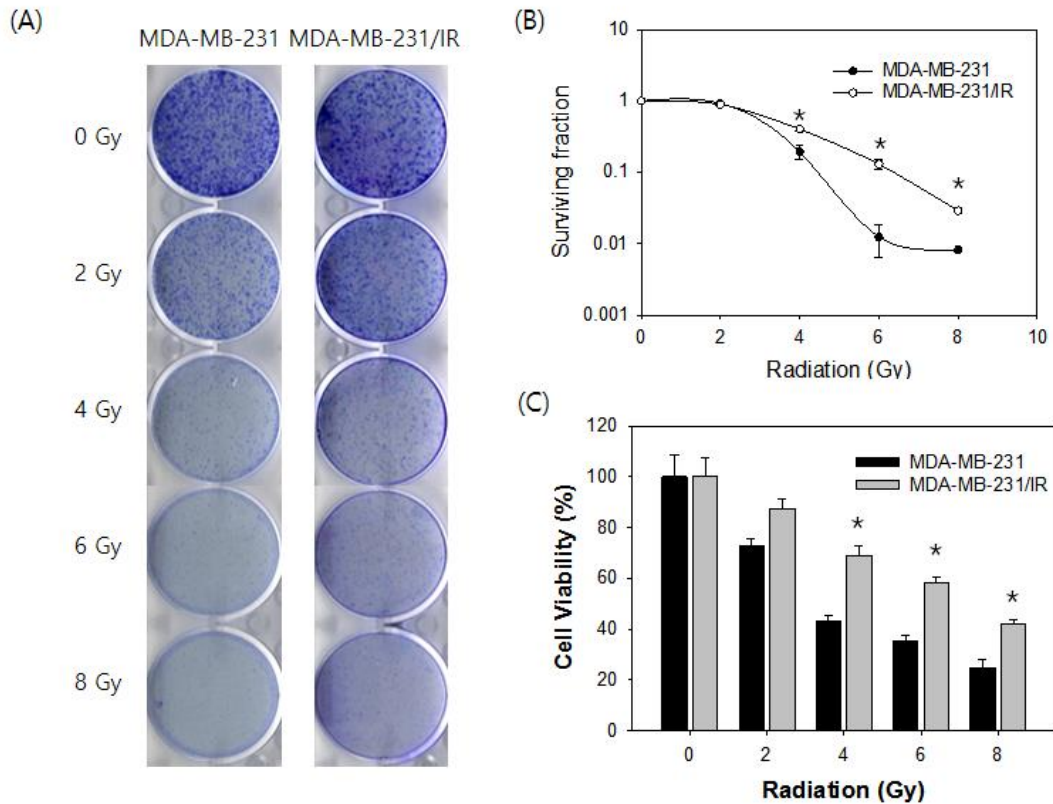 (A)
MDA-MB-231 MDA-MB-231/IR
0 Gy
2 Gy
4 Gy
6 Gy
8 Gy
(B)
10
1
0.1
0.01
0.001
Surviving fraction
MDA-MB-231
MDA-MB-231/IR
*
*
*
0 2 4 6 8 10
Radiation (Gy)
(C)
120
100
80
60
40
20
0
Cell Viability (%)
MDA-MB-231
MDA-MB-231/IR
*
*
*
0 2 4 6 8
Radiation (Gy)